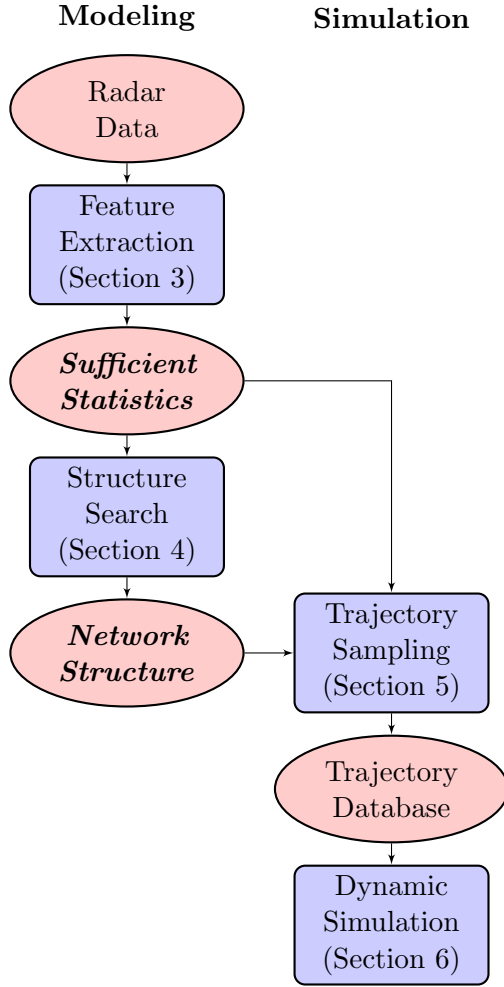 Modeling
Simulation
Radar
Data
Feature
Extraction
(Section 3)
Sufficient
Statistics
Structure
Search
(Section 4)
Network
Structure
Trajectory
Sampling
(Section 5)
Trajectory
Database
Dynamic
Simulation
(Section 6)